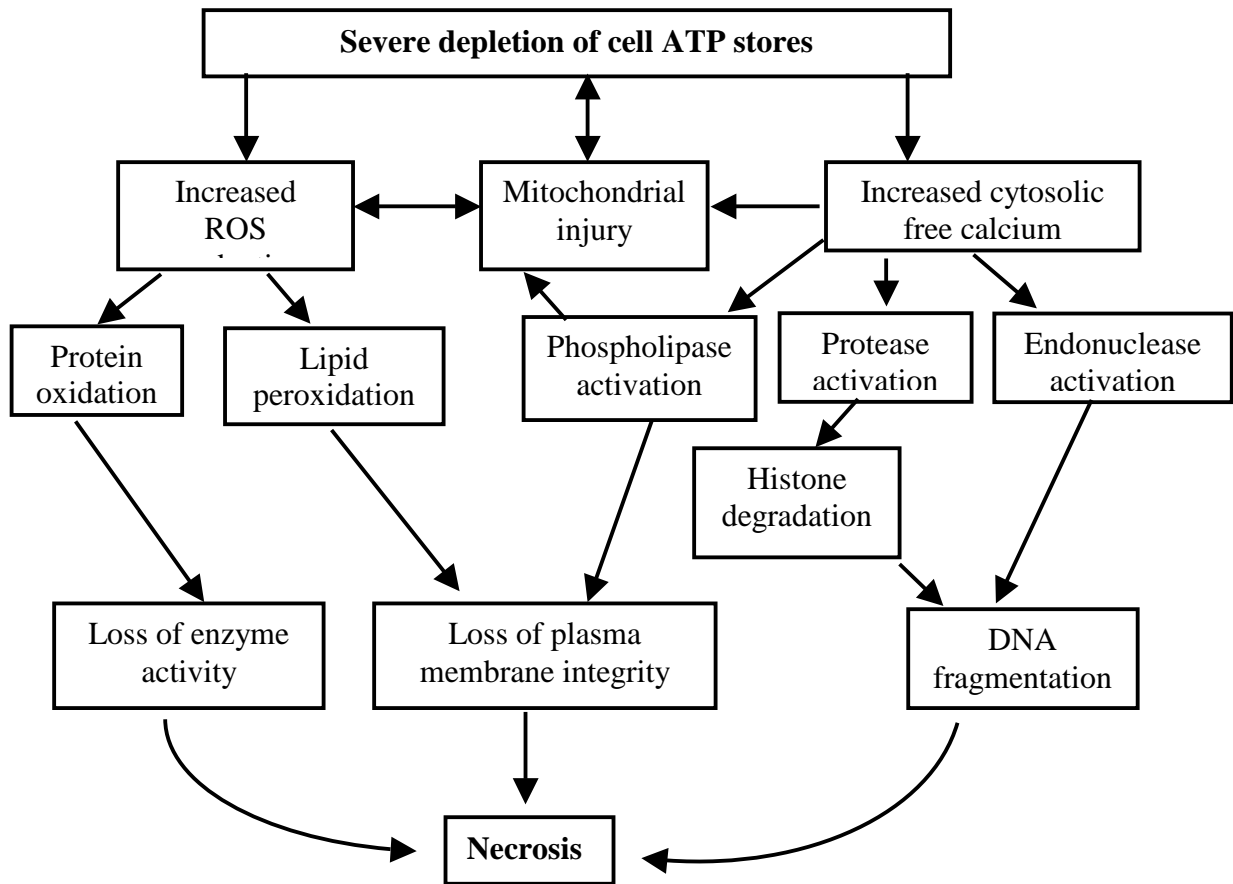 Severe depletion of cell ATP stores
Increased
ROS
Mitochondrial
injury
Increased cytosolic
free calcium
Protein
oxidation
Lipid
peroxidation
Phospholipase
activation
Protease
activation
Endonuclease
activation
Histone
degradation
Loss of enzyme
activity
Loss of plasma
membrane integrity
DNA
fragmentation
Necrosis